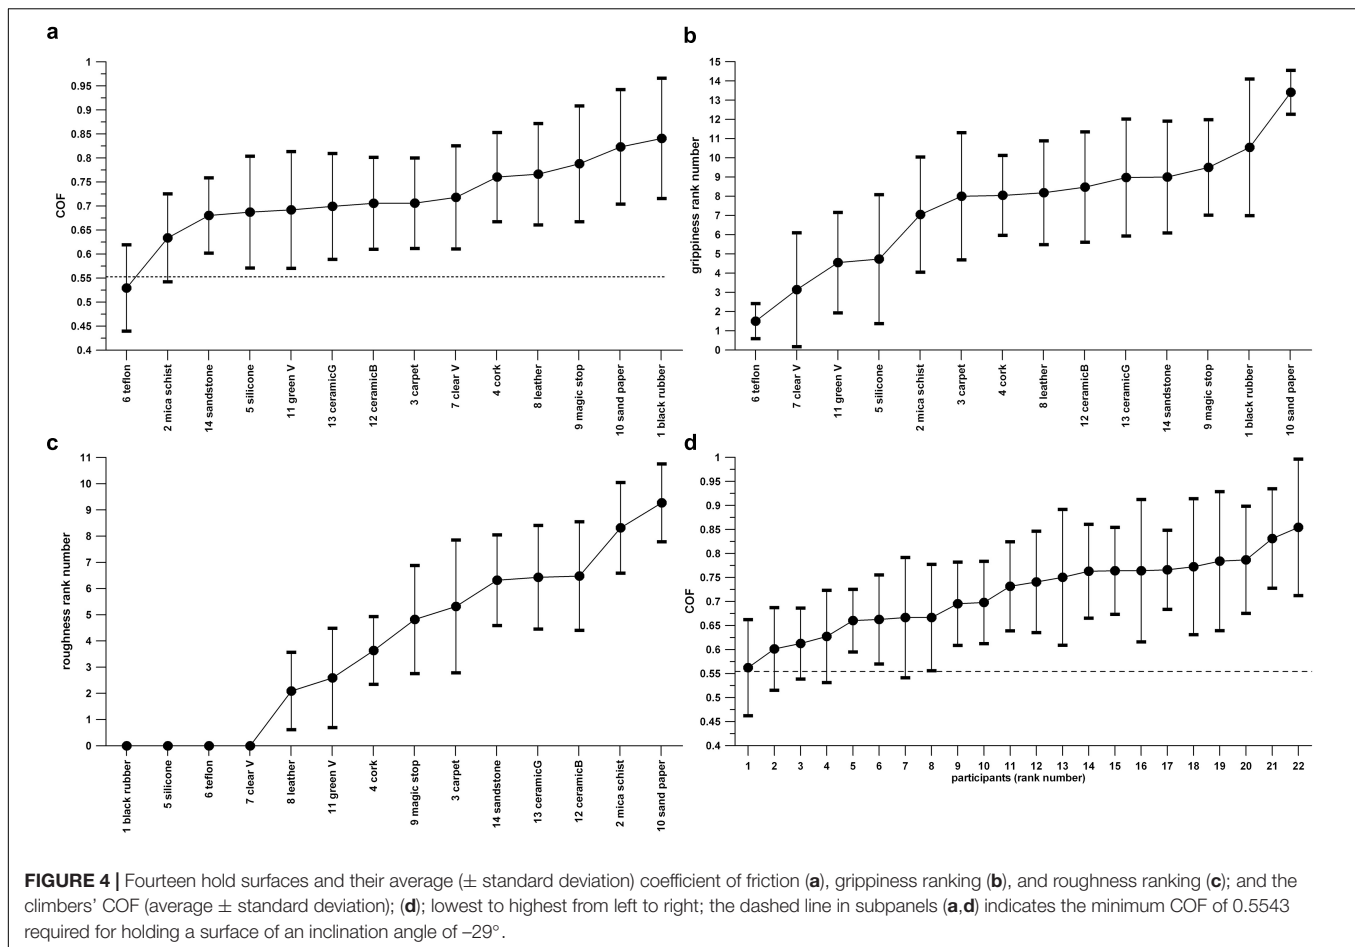 a
COF
1
0.95
0.9
0.85
0.8
0.75
0.7
0.65
0.6
0.55
0.5
0.45
0.4
6 teflon
2 mica schist
14 sandstone
5 silicone
11 green V
13 ceramicG
12 ceramicB
3 carpet
7 clear V
4 cork
8 leather
9 magic stop
10 sand paper
1 black rubber
b
grippiness rank number
15
14
13
12
11
10
9
8
7
6
5
4
3
2
1
0
6 teflon
7 clear V
11 green V
5 silicone
2 mica schist
3 carpet
4 cork
8 leather
12 ceramicB
13 ceramicG
14 sandstone
9 magic stop
1 black rubber
10 sand paper
c
roughness rank number
11
10
9
8
7
6
5
4
3
2
1
0
1 black rubber
5 silicone
6 teflon
7 clear V
8 leather
11 green V
4 cork
9 magic stop
3 carpet
14 sandstone
13 ceramicG
12 ceramicB
2 mica schist
10 sand paper
d
COF
1
0.95
0.9
0.85
0.8
0.75
0.7
0.65
0.6
0.55
0.5
0.45
0.4
1 2 3 4 5 6 7 8 9 10 11 12 13 14 15 16 17 18 19 20 21 22
participants (rank number)
FIGURE 4 | Fourteen hold surfaces and their average (± standard deviation) coefficient of friction (a), grippiness ranking (b), and roughness ranking (c); and the
climbers' COF (average ± standard deviation); (d); lowest to highest from left to right; the dashed line in subpanels (a,d) indicates the minimum COF of 0.5543
required for holding a surface of an inclination angle of –29°.